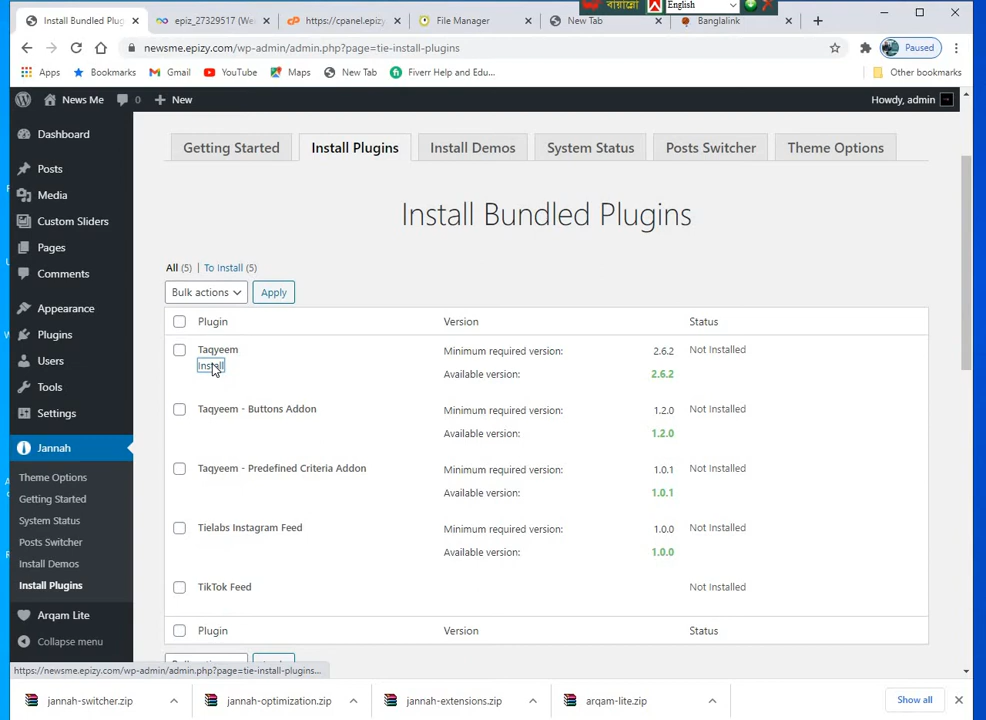 বায়ান্নো
English
Install Bundled Plug
epiz_27329517 (We
https://cpanel.epiz
File Manager
New Tab
Banglalink
newsme.epizy.com/wp-admin/admin.php?page=tie-install-plugins
Paused
Apps
Bookmarks
Gmail
YouTube
Maps
New Tab
Fiverr Help and Edu...
Other bookmarks
News Me
0
New
Howdy, admin
Dashboard
Posts
Media
Custom Sliders
Pages
Comments
Appearance
Plugins
Users
Tools
Settings
Jannah
Theme Options
Getting Started
System Status
Posts Switcher
Install Demos
Install Plugins
Arqam Lite
Collapse menu
Getting Started
Install Plugins
Install Demos
System Status
Posts Switcher
Theme Options
Install Bundled Plugins
All (5) | To Install (5)
Bulk actions
Apply
Plugin Version Status
Taqyeem Minimum required version: 2.6.2 Not Installed
Install Available version: 2.6.2
Taqyeem - Buttons Addon Minimum required version: 1.2.0 Not Installed
Available version: 1.2.0
Taqyeem - Predefined Criteria Addon Minimum required version: 1.0.1 Not Installed
Available version: 1.0.1
Tielabs Instagram Feed Minimum required version: 1.0.0 Not Installed
Available version: 1.0.0
TikTok Feed Not Installed
Plugin Version Status
https://newsme.epizy.com/wp-admin/admin.php?page=tie-install-plugins...
jannah-switcher.zip
jannah-optimization.zip
jannah-extensions.zip
arqam-lite.zip
Show all